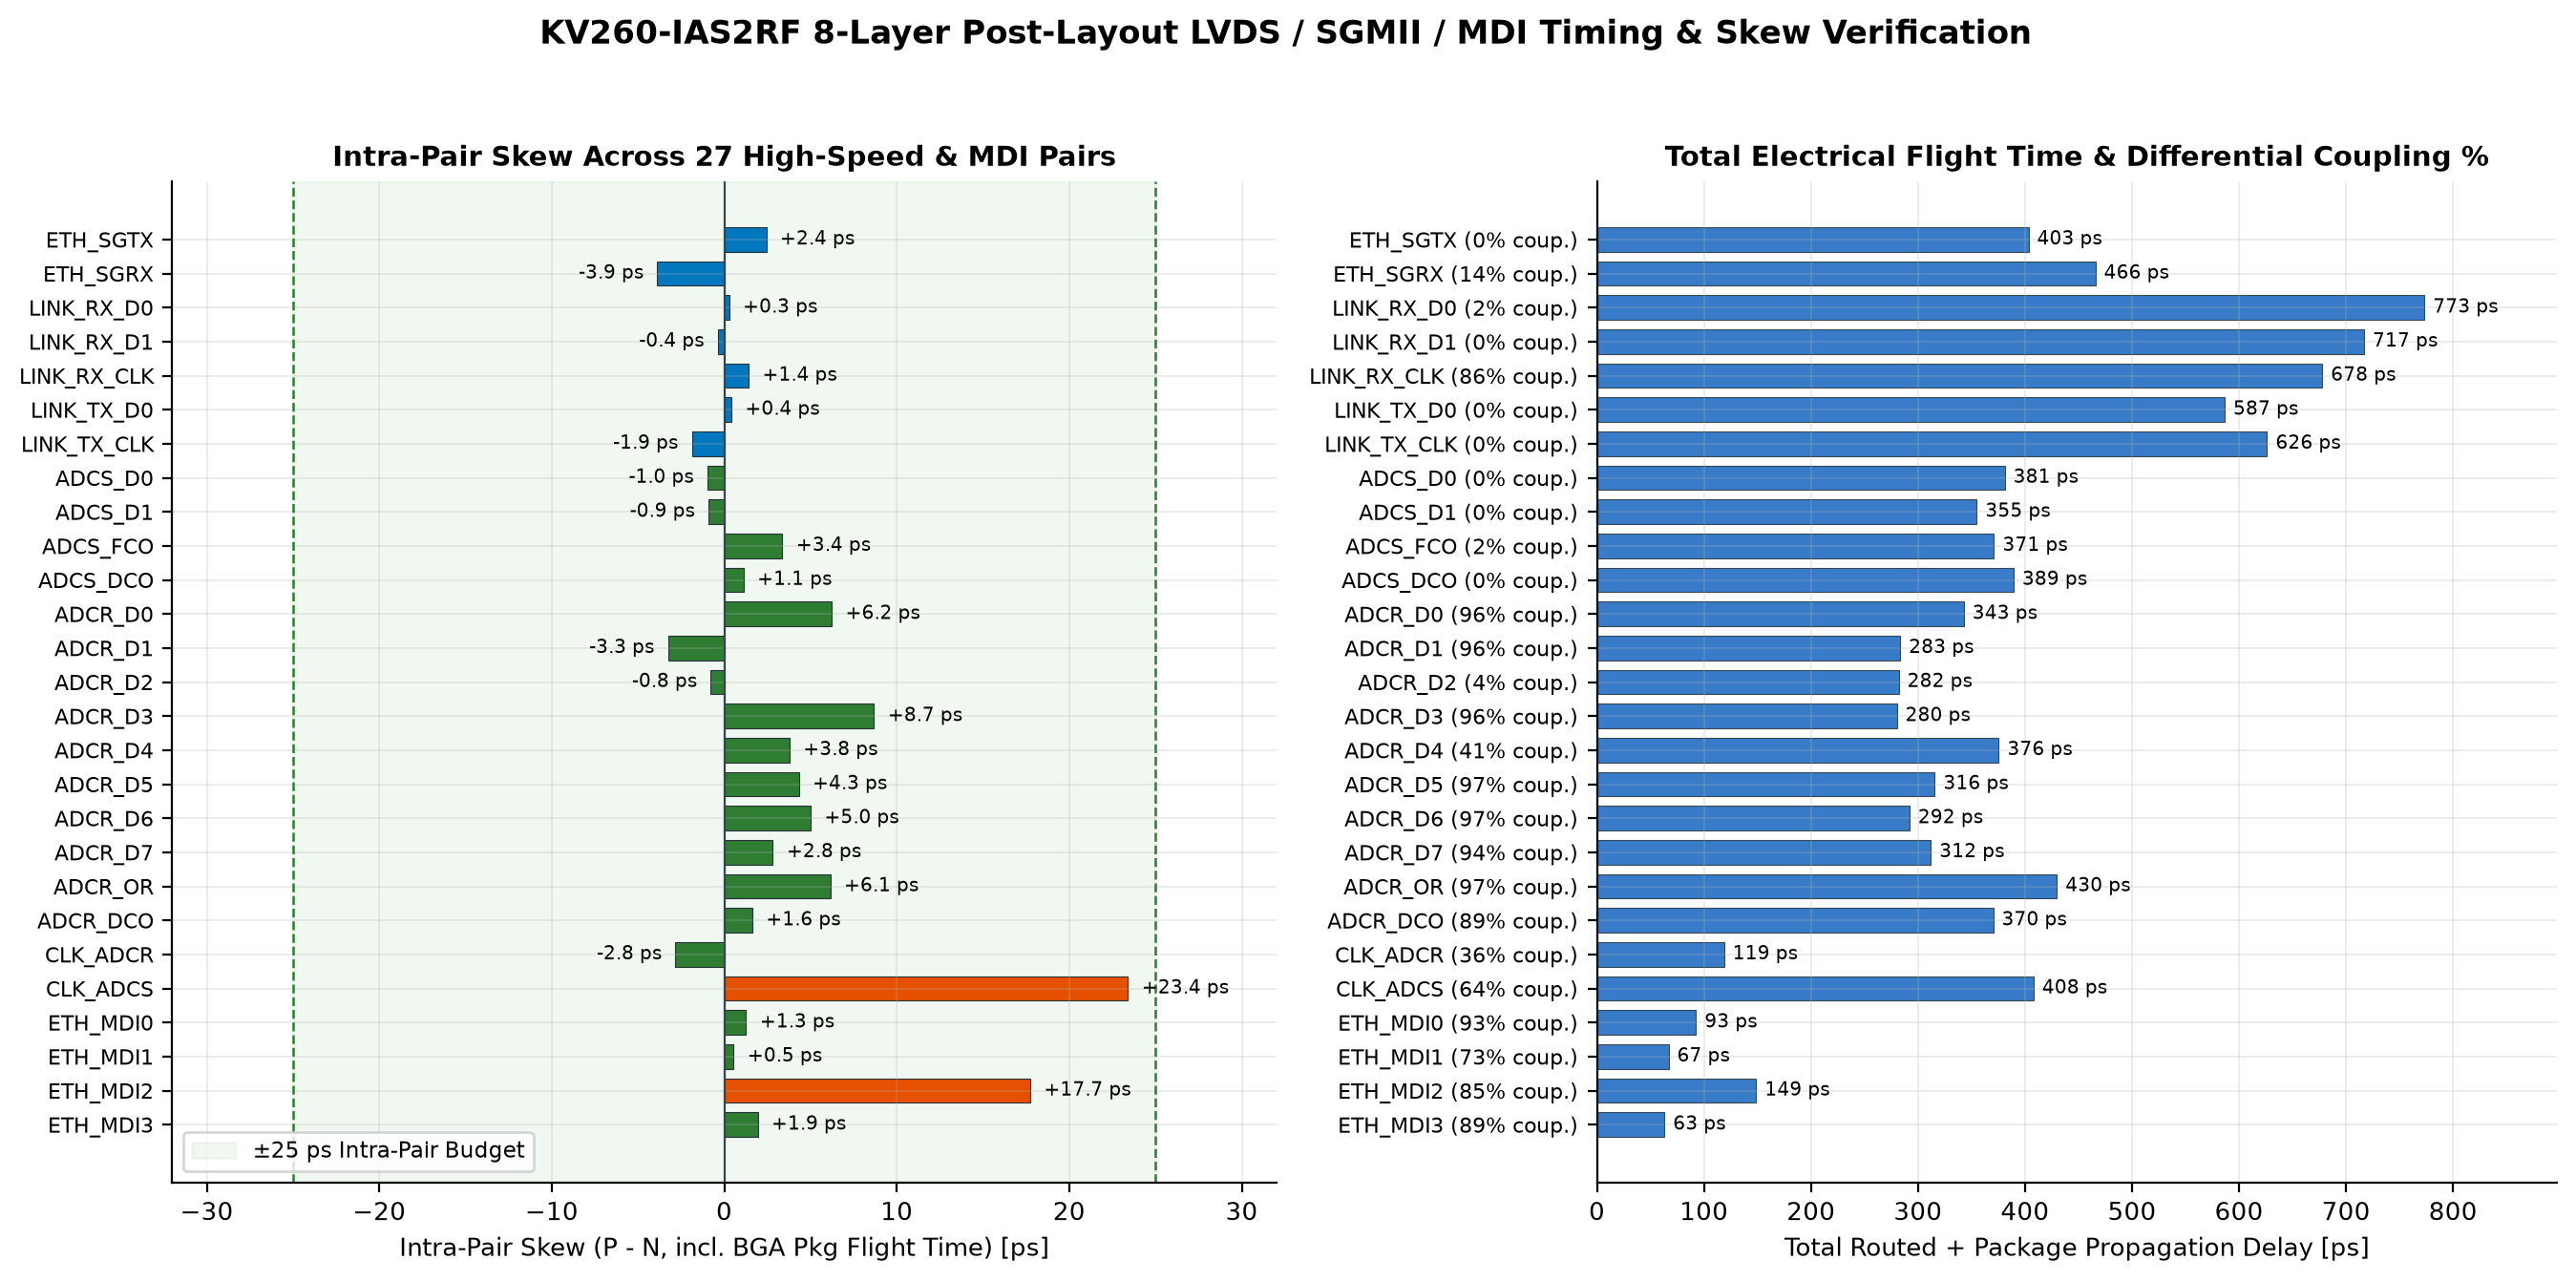 KV260-IAS2RF 8-Layer Post-Layout LVDS / SGMII / MDI Timing & Skew Verification
Intra-Pair Skew Across 27 High-Speed & MDI Pairs
ETH_SGTX +2.4 ps
ETH_SGRX -3.9 ps
LINK_RX_D0 +0.3 ps
LINK_RX_D1 -0.4 ps
LINK_RX_CLK +1.4 ps
LINK_TX_D0 +0.4 ps
LINK_TX_CLK -1.9 ps
ADCS_D0 -1.0 ps
ADCS_D1 -0.9 ps
ADCS_FCO +3.4 ps
ADCS_DCO +1.1 ps
ADCR_D0 +6.2 ps
ADCR_D1 -3.3 ps
ADCR_D2 -0.8 ps
ADCR_D3 +8.7 ps
ADCR_D4 +3.8 ps
ADCR_D5 +4.3 ps
ADCR_D6 +5.0 ps
ADCR_D7 +2.8 ps
ADCR_OR +6.1 ps
ADCR_DCO +1.6 ps
CLK_ADCR -2.8 ps
CLK_ADCS +23.4 ps
ETH_MDI0 +1.3 ps
ETH_MDI1 +0.5 ps
ETH_MDI2 +17.7 ps
ETH_MDI3 +1.9 ps
±25 ps Intra-Pair Budget
−30 −20 −10 0 10 20 30
Intra-Pair Skew (P - N, incl. BGA Pkg Flight Time) [ps]
Total Electrical Flight Time & Differential Coupling %
ETH_SGTX (0% coup.) 403 ps
ETH_SGRX (14% coup.) 466 ps
LINK_RX_D0 (2% coup.) 773 ps
LINK_RX_D1 (0% coup.) 717 ps
LINK_RX_CLK (86% coup.) 678 ps
LINK_TX_D0 (0% coup.) 587 ps
LINK_TX_CLK (0% coup.) 626 ps
ADCS_D0 (0% coup.) 381 ps
ADCS_D1 (0% coup.) 355 ps
ADCS_FCO (2% coup.) 371 ps
ADCS_DCO (0% coup.) 389 ps
ADCR_D0 (96% coup.) 343 ps
ADCR_D1 (96% coup.) 283 ps
ADCR_D2 (4% coup.) 282 ps
ADCR_D3 (96% coup.) 280 ps
ADCR_D4 (41% coup.) 376 ps
ADCR_D5 (97% coup.) 316 ps
ADCR_D6 (97% coup.) 292 ps
ADCR_D7 (94% coup.) 312 ps
ADCR_OR (97% coup.) 430 ps
ADCR_DCO (89% coup.) 370 ps
CLK_ADCR (36% coup.) 119 ps
CLK_ADCS (64% coup.) 408 ps
ETH_MDI0 (93% coup.) 93 ps
ETH_MDI1 (73% coup.) 67 ps
ETH_MDI2 (85% coup.) 149 ps
ETH_MDI3 (89% coup.) 63 ps
0 100 200 300 400 500 600 700 800
Total Routed + Package Propagation Delay [ps]